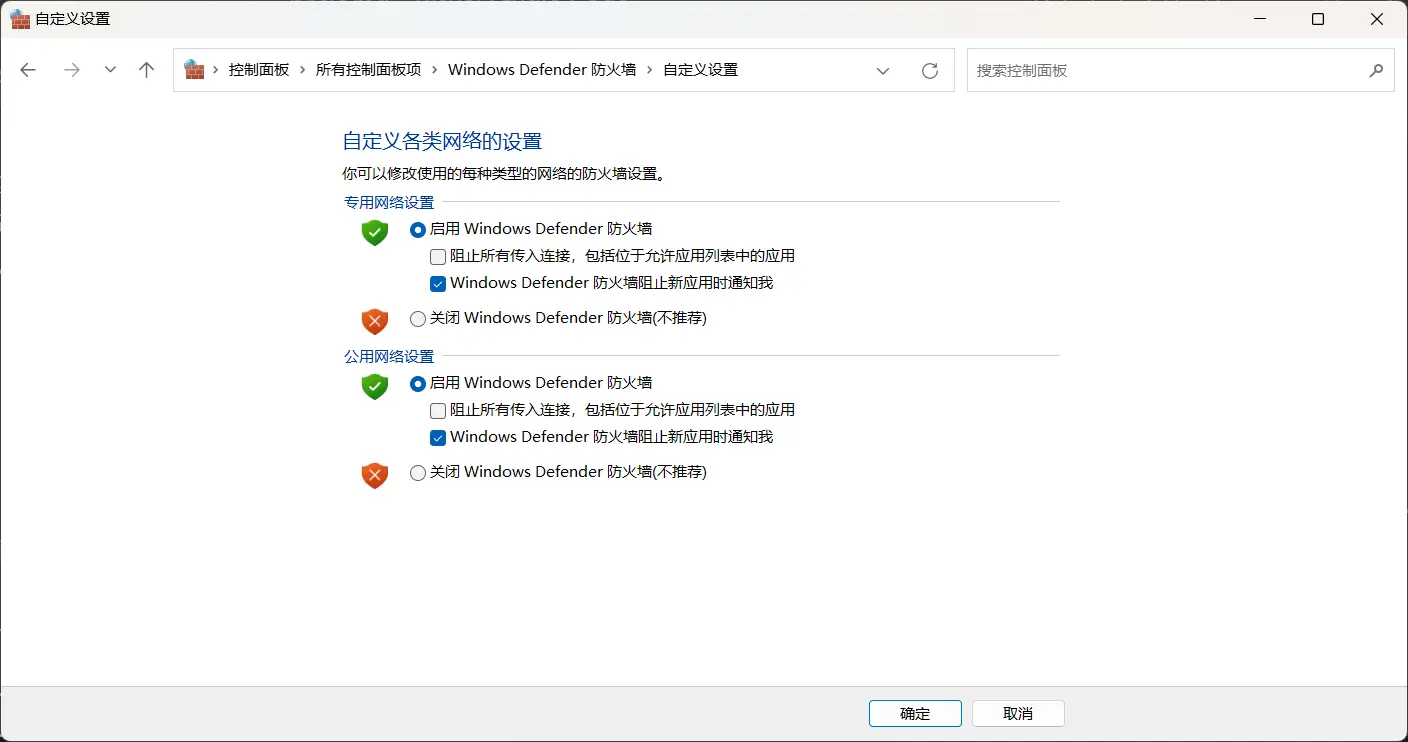 自定义设置
控制面板 › 所有控制面板项 › Windows Defender 防火墙 › 自定义设置
搜索控制面板
自定义各类网络的设置
你可以修改使用的每种类型的网络的防火墙设置。
专用网络设置
启用 Windows Defender 防火墙
阻止所有传入连接，包括位于允许应用列表中的应用
Windows Defender 防火墙阻止新应用时通知我
关闭 Windows Defender 防火墙(不推荐)
公用网络设置
启用 Windows Defender 防火墙
阻止所有传入连接，包括位于允许应用列表中的应用
Windows Defender 防火墙阻止新应用时通知我
关闭 Windows Defender 防火墙(不推荐)
确定
取消